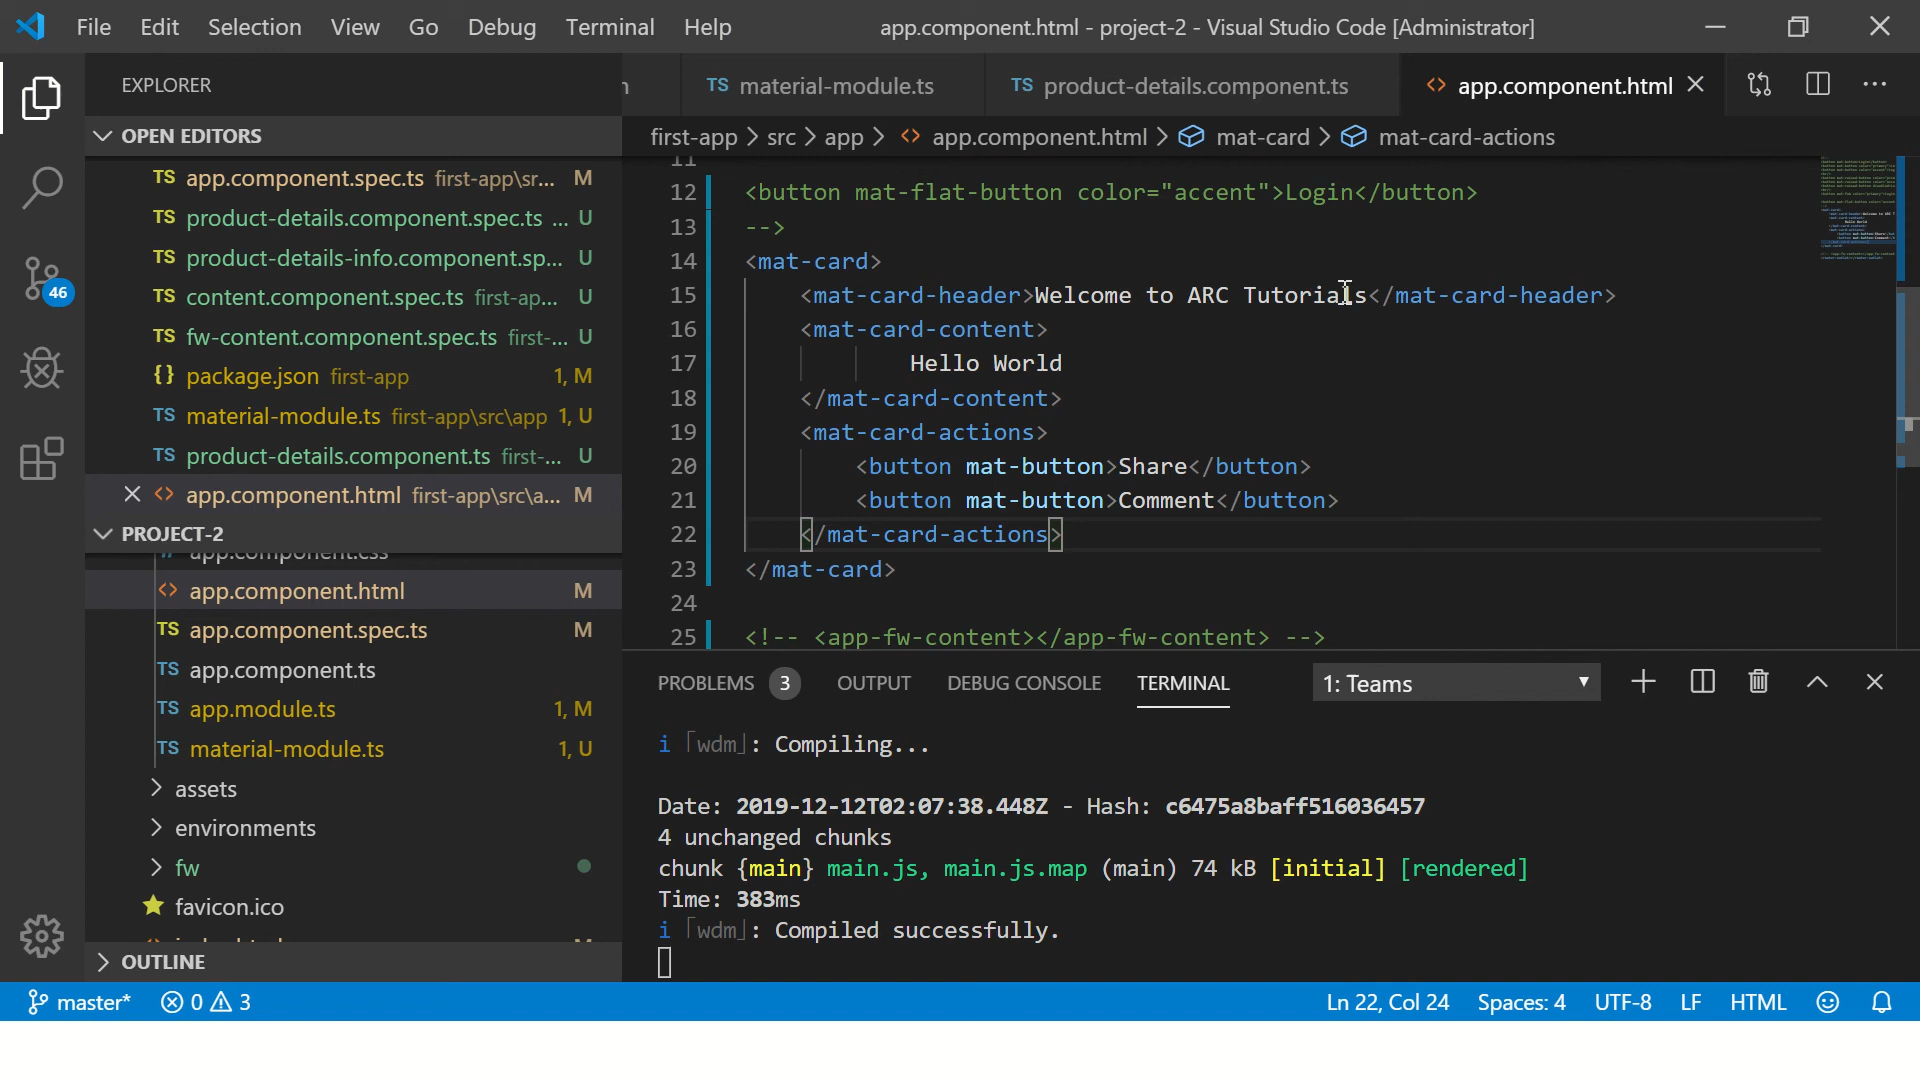 File Edit Selection View Go Debug Terminal Help app.component.html - project-2 - Visual Studio Code [Administrator]
EXPLORER
TS material-module.ts TS product-details.component.ts <> app.component.html
OPEN EDITORS
first-app > src > app > <> app.component.html > mat-card > mat-card-actions
TS app.component.spec.ts first-app\sr... M
TS product-details.component.spec.ts ... U
TS product-details-info.component.sp... U
TS content.component.spec.ts first-ap... U
TS fw-content.component.spec.ts first-... U
{} package.json first-app 1, M
TS material-module.ts first-app\src\app 1, U
TS product-details.component.ts first-... U
<> app.component.html first-app\src\a... M
PROJECT-2
app.component.css
<> app.component.html M
TS app.component.spec.ts M
TS app.component.ts
TS app.module.ts 1, M
TS material-module.ts 1, U
assets
environments
fw
favicon.ico
OUTLINE
46
11
12 <button mat-flat-button color="accent">Login</button>
13 -->
14 <mat-card>
15 <mat-card-header>Welcome to ARC Tutorials</mat-card-header>
16 <mat-card-content>
17 Hello World
18 </mat-card-content>
19 <mat-card-actions>
20 <button mat-button>Share</button>
21 <button mat-button>Comment</button>
22 </mat-card-actions>
23 </mat-card>
24
25 <!-- <app-fw-content></app-fw-content> -->
PROBLEMS 3 OUTPUT DEBUG CONSOLE TERMINAL 1: Teams
i ｢wdm｣: Compiling...
Date: 2019-12-12T02:07:38.448Z - Hash: c6475a8baff516036457
4 unchanged chunks
chunk {main} main.js, main.js.map (main) 74 kB [initial] [rendered]
Time: 383ms
i ｢wdm｣: Compiled successfully.
master* 0 3 Ln 22, Col 24 Spaces: 4 UTF-8 LF HTML